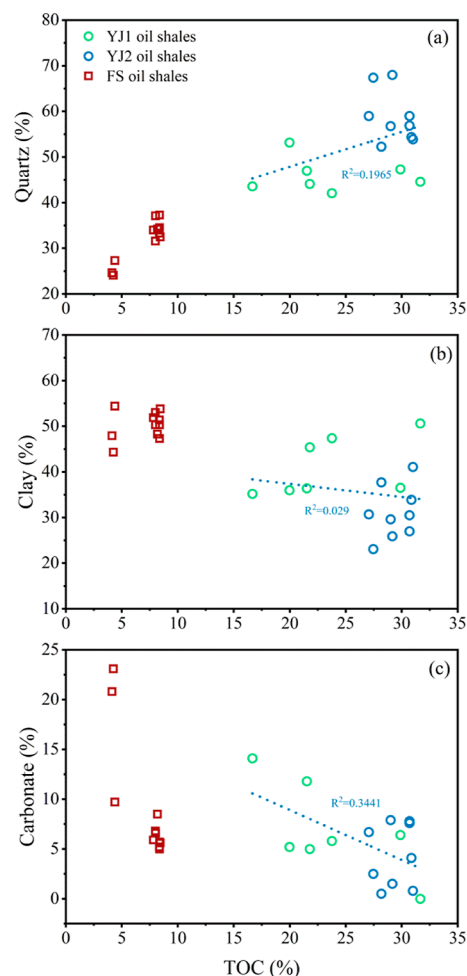 (a)
YJ1 oil shales
YJ2 oil shales
FS oil shales
80
70
60
50
40
30
20
Quartz (%)
R²=0.1965
0 5 10 15 20 25 30 35
(b)
70
60
50
40
30
20
10
Clay (%)
R²=0.029
0 5 10 15 20 25 30 35
(c)
25
20
15
10
5
0
Carbonate (%)
R²=0.3441
0 5 10 15 20 25 30 35
TOC (%)